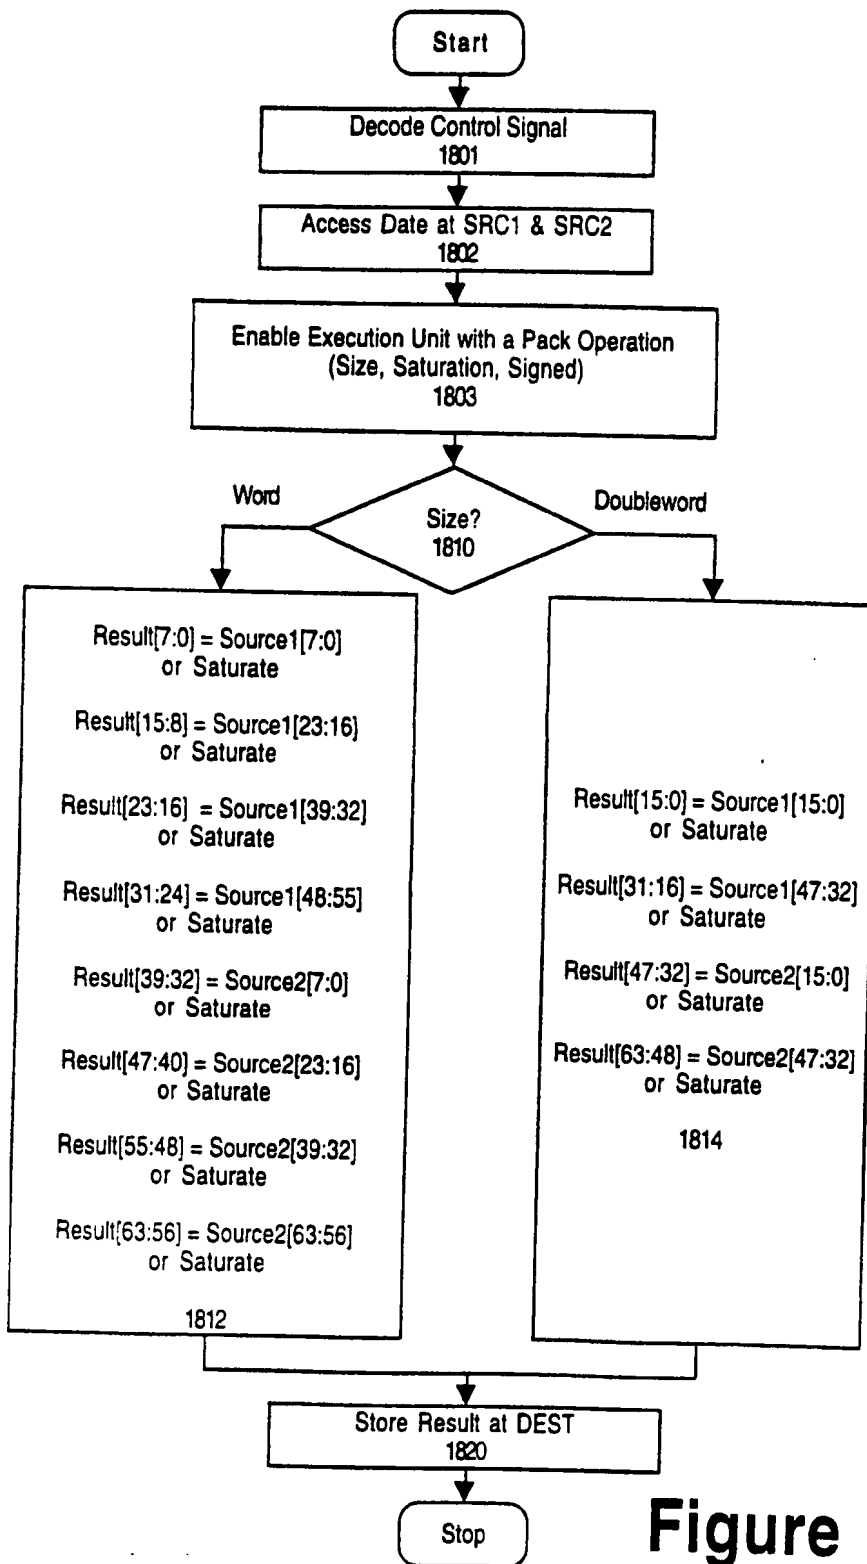 Start
Decode Control Signal
1801
Access Date at SRC1 & SRC2
1802
Enable Execution Unit with a Pack Operation
(Size, Saturation, Signed)
1803
Word
Size?
1810
Doubleword
Result[7:0] = Source1[7:0]
or Saturate
Result[15:8] = Source1[23:16]
or Saturate
Result[23:16] = Source1[39:32]
or Saturate
Result[31:24] = Source1[48:55]
or Saturate
Result[39:32] = Source2[7:0]
or Saturate
Result[47:40] = Source2[23:16]
or Saturate
Result[55:48] = Source2[39:32]
or Saturate
Result[63:56] = Source2[63:56]
or Saturate
1812
Result[15:0] = Source1[15:0]
or Saturate
Result[31:16] = Source1[47:32]
or Saturate
Result[47:32] = Source2[15:0]
or Saturate
Result[63:48] = Source2[47:32]
or Saturate
1814
Store Result at DEST
1820
Stop
Figure